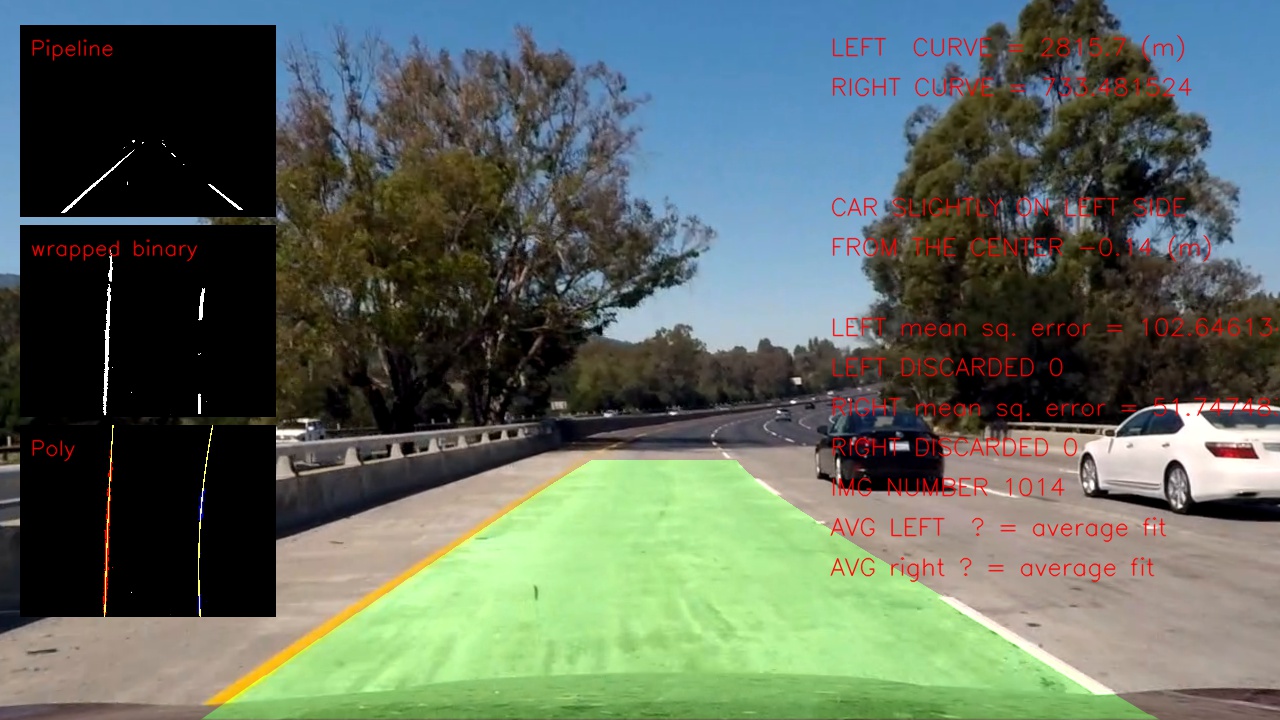 Pipeline
wrapped binary
Poly
LEFT  CURVE = 2815.7 (m)
RIGHT CURVE = 733.481524
CAR SLIGHTLY ON LEFT SIDE
FROM THE CENTER -0.14 (m)
LEFT mean sq. error = 102.64613
LEFT DISCARDED 0
RIGHT mean sq. error = 51.74748
RIGHT DISCARDED 0
IMG NUMBER 1014
AVG LEFT  ? = average fit
AVG right ? = average fit